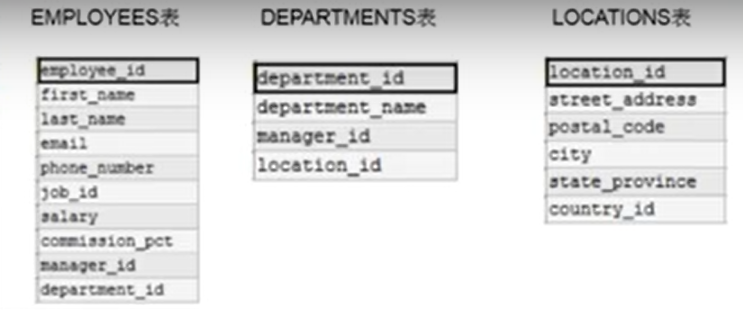 EMPLOYEES表
employee_id
first_name
last_name
email
phone_number
job_id
salary
commission_pct
manager_id
department_id
DEPARTMENTS表
department_id
department_name
manager_id
location_id
LOCATIONS表
location_id
street_address
postal_code
city
state_province
country_id